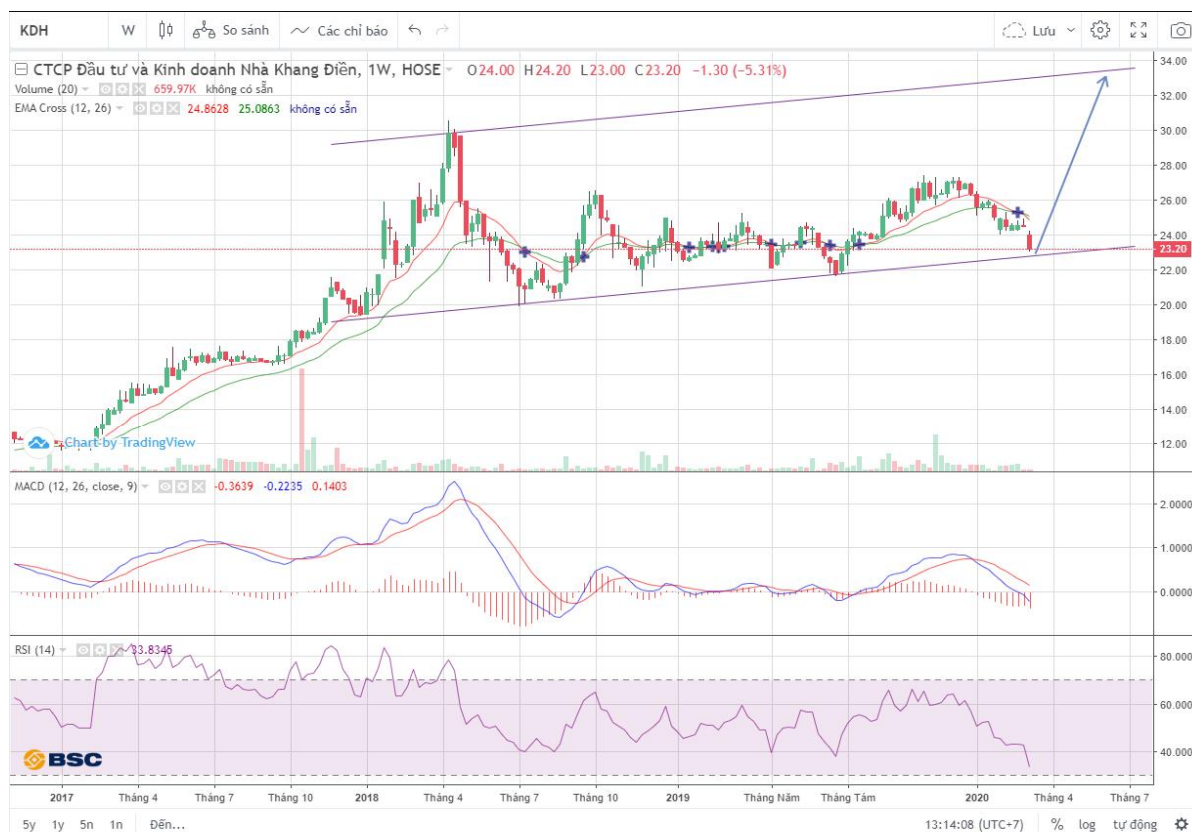 KDH W So sánh Các chỉ báo Lưu
CTCP Đầu tư và Kinh doanh Nhà Khang Điền, 1W, HOSE O24.00 H24.20 L23.00 C23.20 −1.30 (−5.31%)
Volume (20) 659.97K không có sẵn
EMA Cross (12, 26) 24.8628 25.0863 không có sẵn
34.00
32.00
30.00
28.00
26.00
24.00
23.20
22.00
20.00
18.00
16.00
14.00
12.00
Chart by TradingView
MACD (12, 26, close, 9) -0.3639 -0.2235 0.1403
2.0000
1.0000
0.0000
RSI (14) 33.8345
80.0000
60.0000
40.0000
BSC
2017 Tháng 4 Tháng 7 Tháng 10 2018 Tháng 4 Tháng 7 Tháng 10 2019 Tháng Năm Tháng Tám 2020 Tháng 4 Tháng 7
5y 1y 5n 1n Đến... 13:14:08 (UTC+7) % log tự động